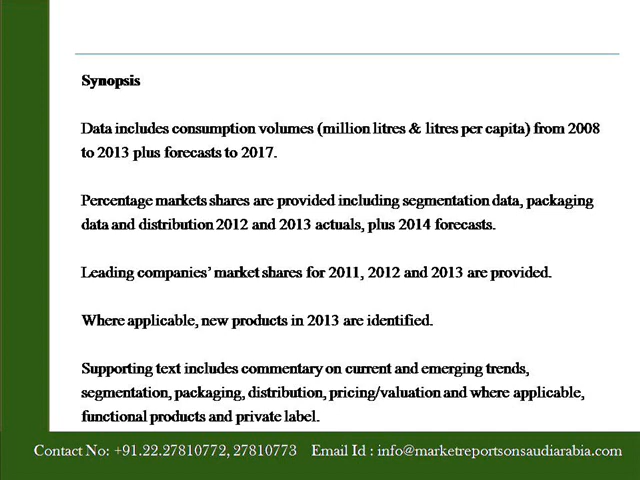 Synopsis
Data includes consumption volumes (million litres & litres per capita) from 2008
to 2013 plus forecasts to 2017.
Percentage markets shares are provided including segmentation data, packaging
data and distribution 2012 and 2013 actuals, plus 2014 forecasts.
Leading companies’ market shares for 2011, 2012 and 2013 are provided.
Where applicable, new products in 2013 are identified.
Supporting text includes commentary on current and emerging trends,
segmentation, packaging, distribution, pricing/valuation and where applicable,
functional products and private label.
Contact No: +91.22.27810772, 27810773 Email Id : info@marketreportsonsaudiarabia.com